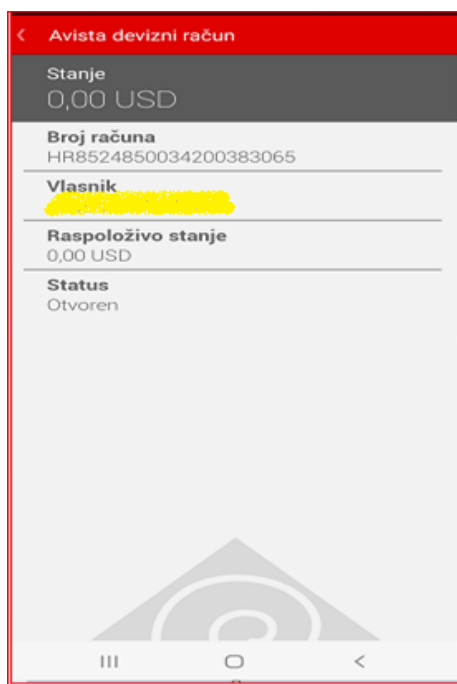 Avista devizni račun
Stanje
0,00 USD
Broj računa
HR8524850034200383065
Vlasnik
Raspoloživo stanje
0,00 USD
Status
Otvoren